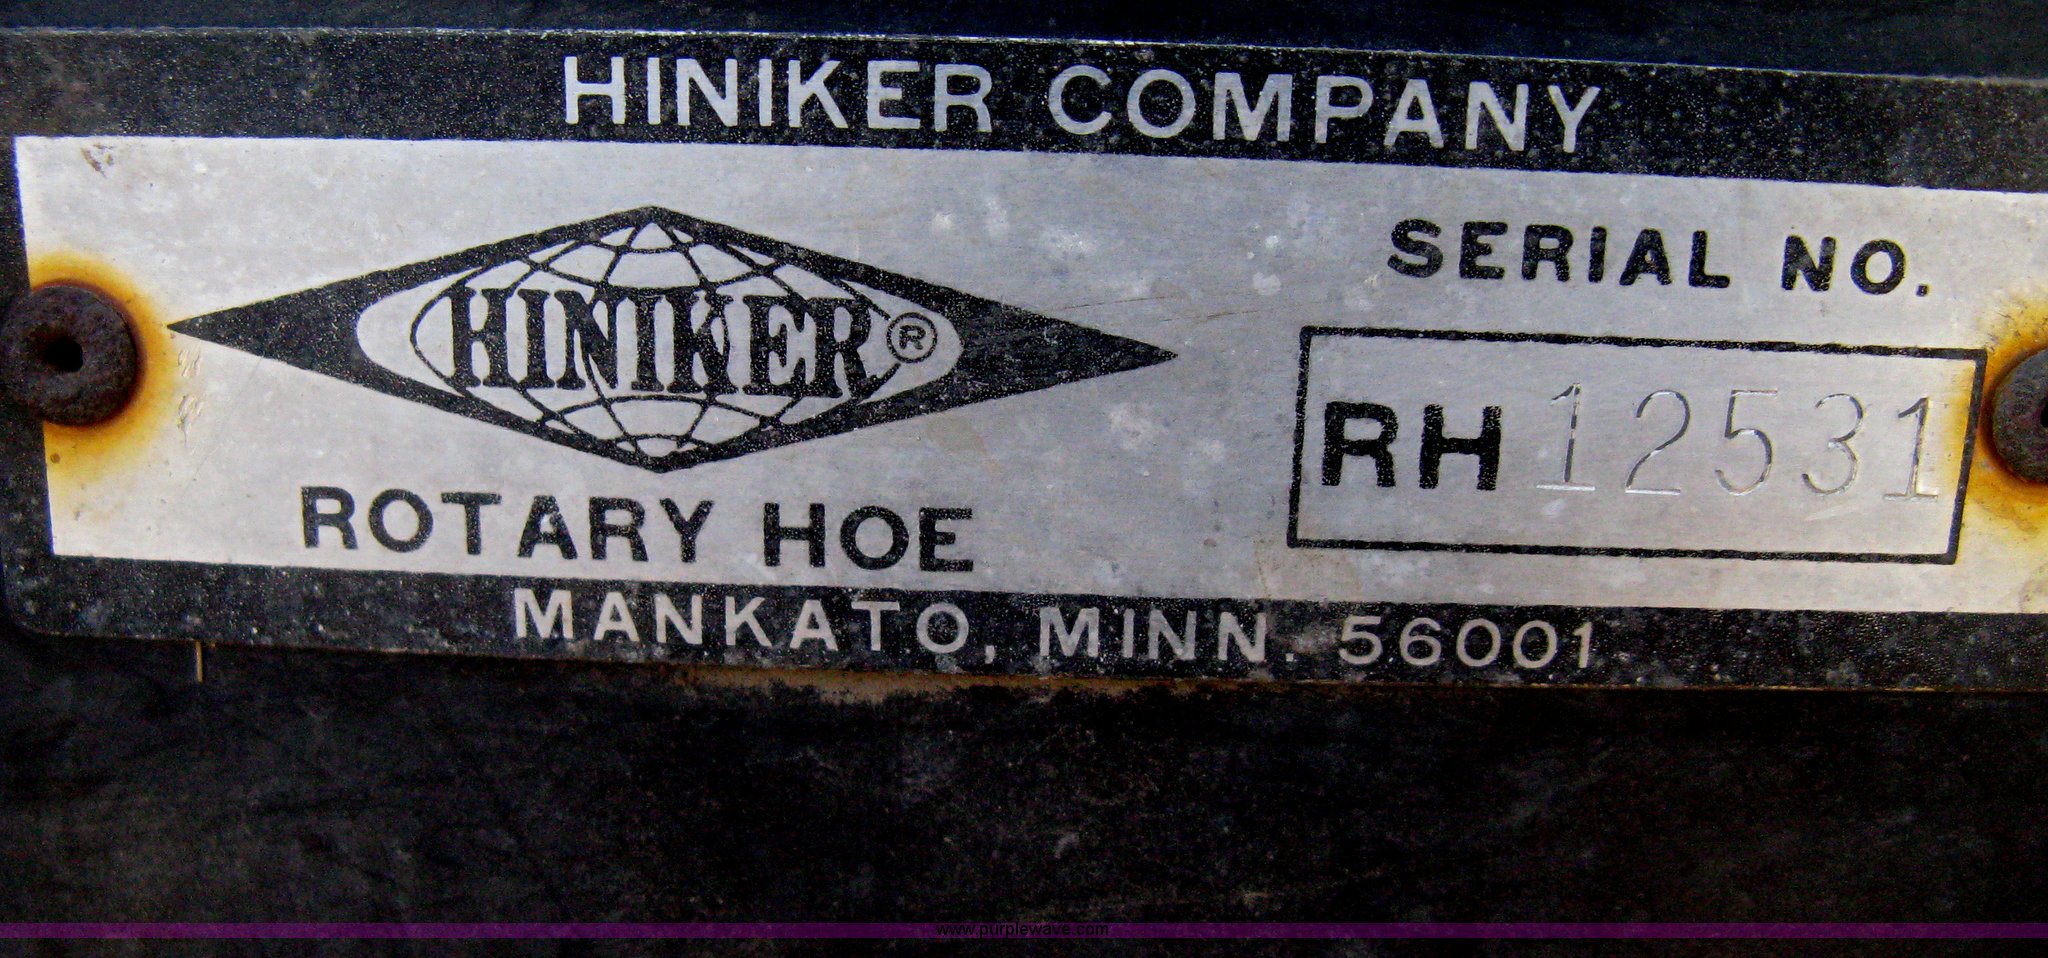 HINIKER COMPANY
HINIKER®
SERIAL NO.
RH 12531
ROTARY HOE
MANKATO, MINN. 56001
www.purplewave.com